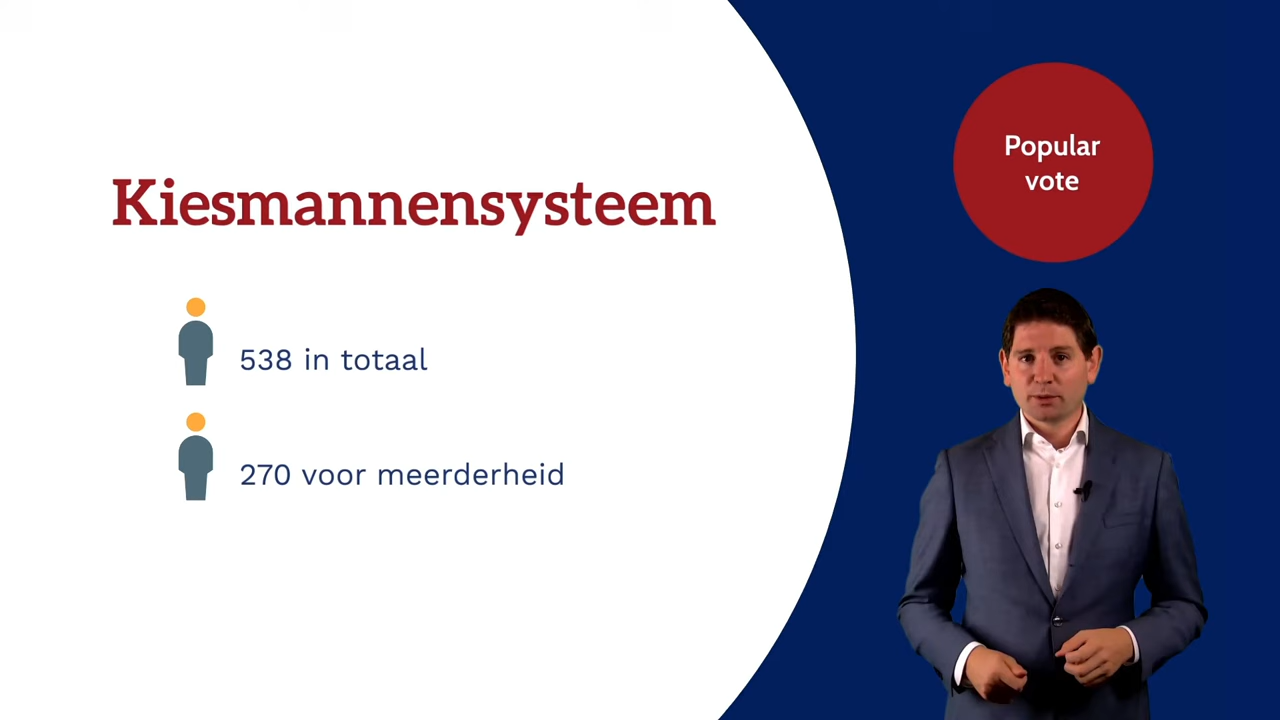 Kiesmannensysteem
538 in totaal
270 voor meerderheid
Popular
vote